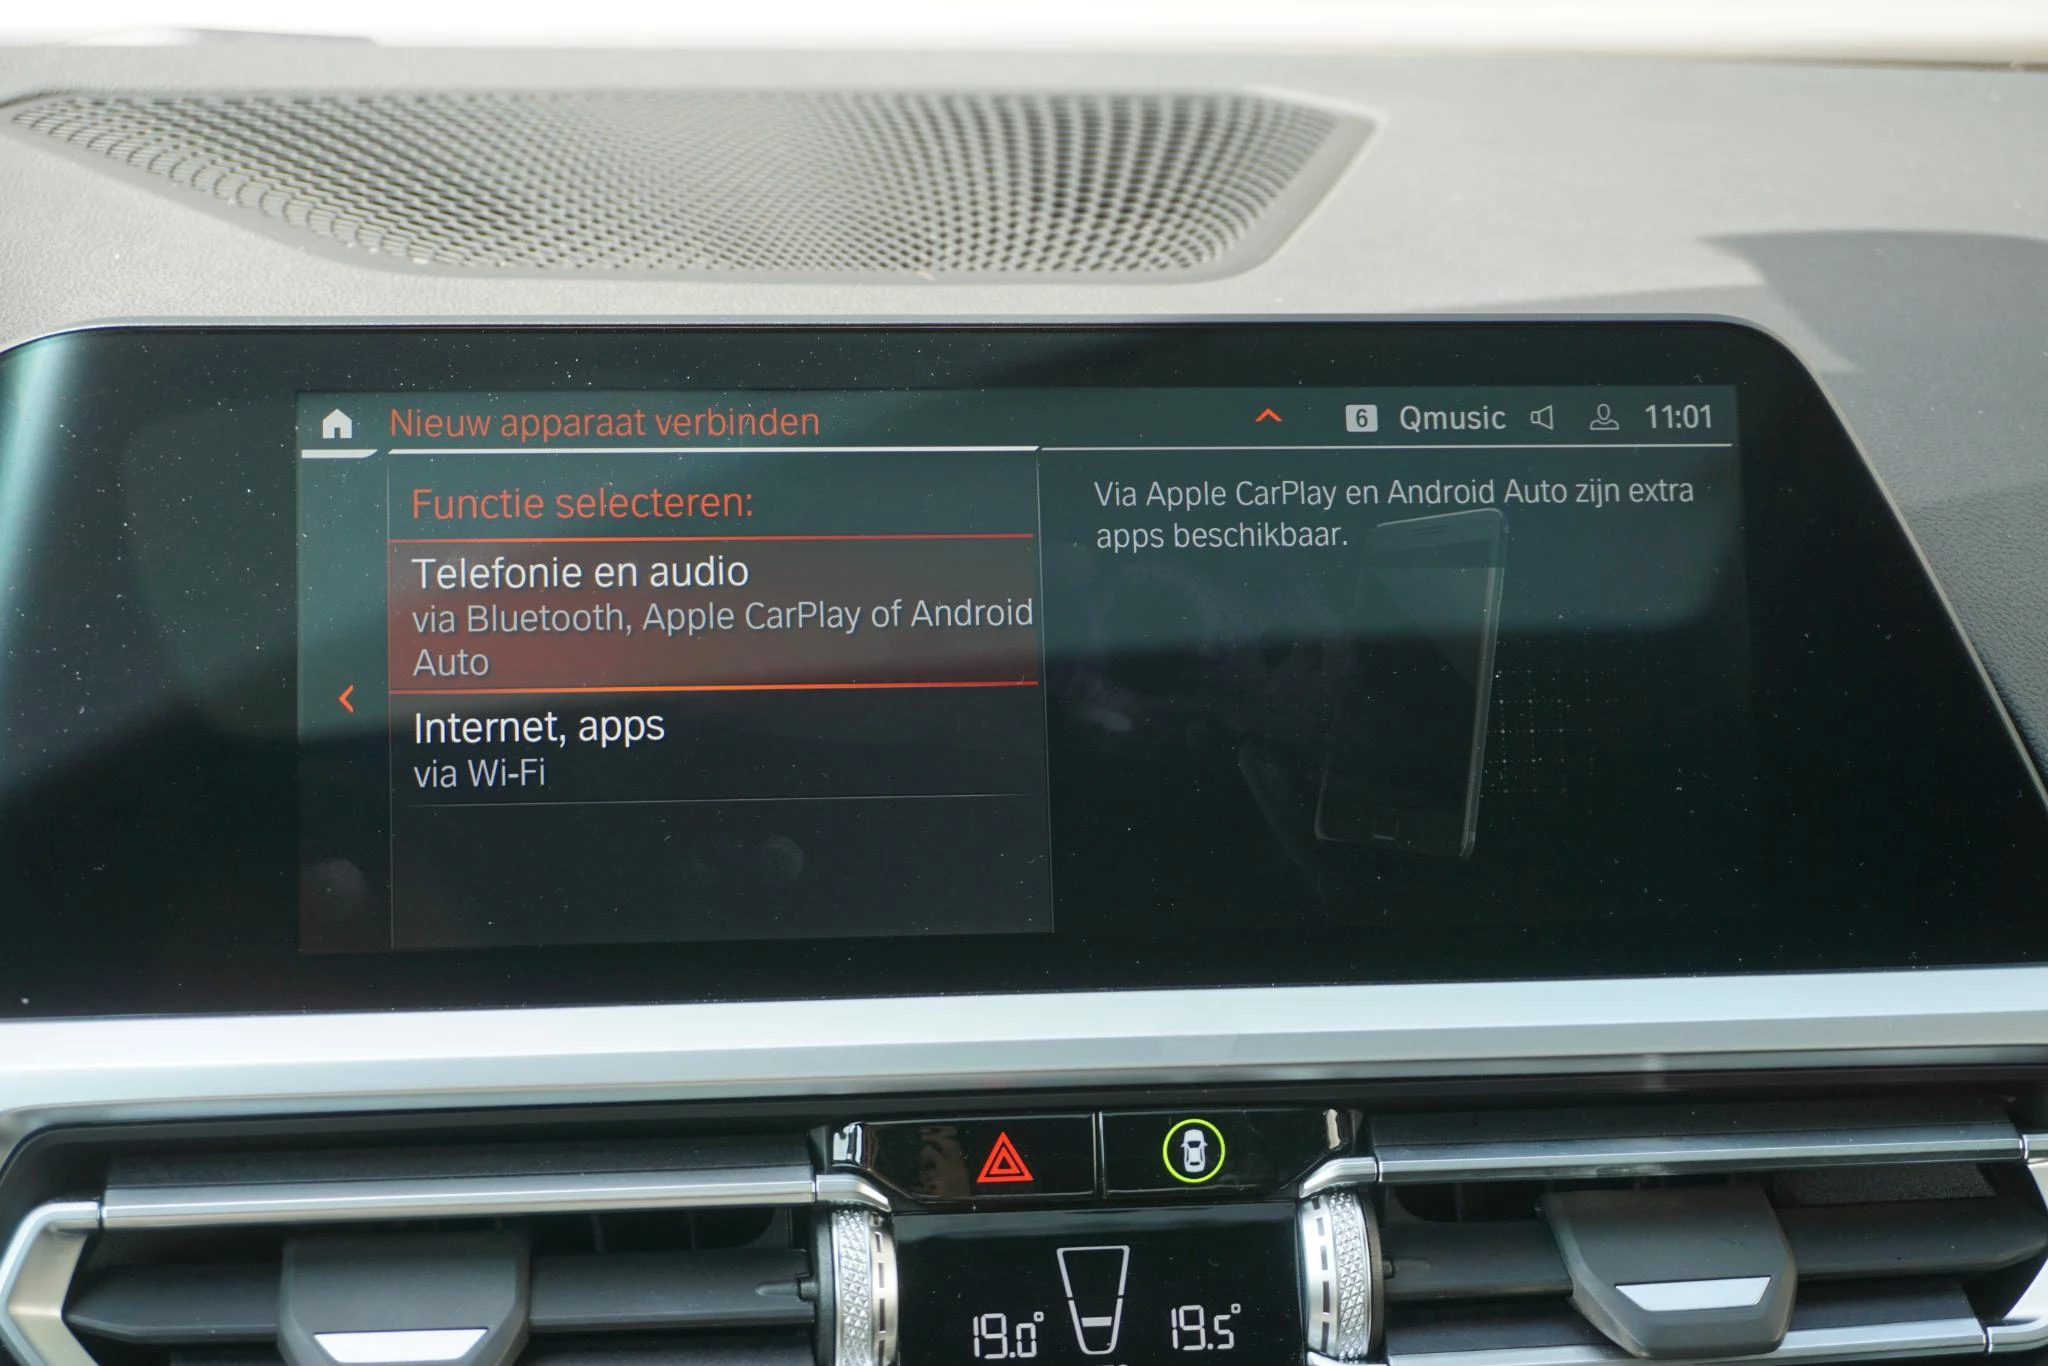 Nieuw apparaat verbinden
6 Qmusic 11:01
Functie selecteren:
Telefonie en audio
via Bluetooth, Apple CarPlay of Android
Auto
Internet, apps
via Wi-Fi
Via Apple CarPlay en Android Auto zijn extra
apps beschikbaar.
19.0° 19.5°